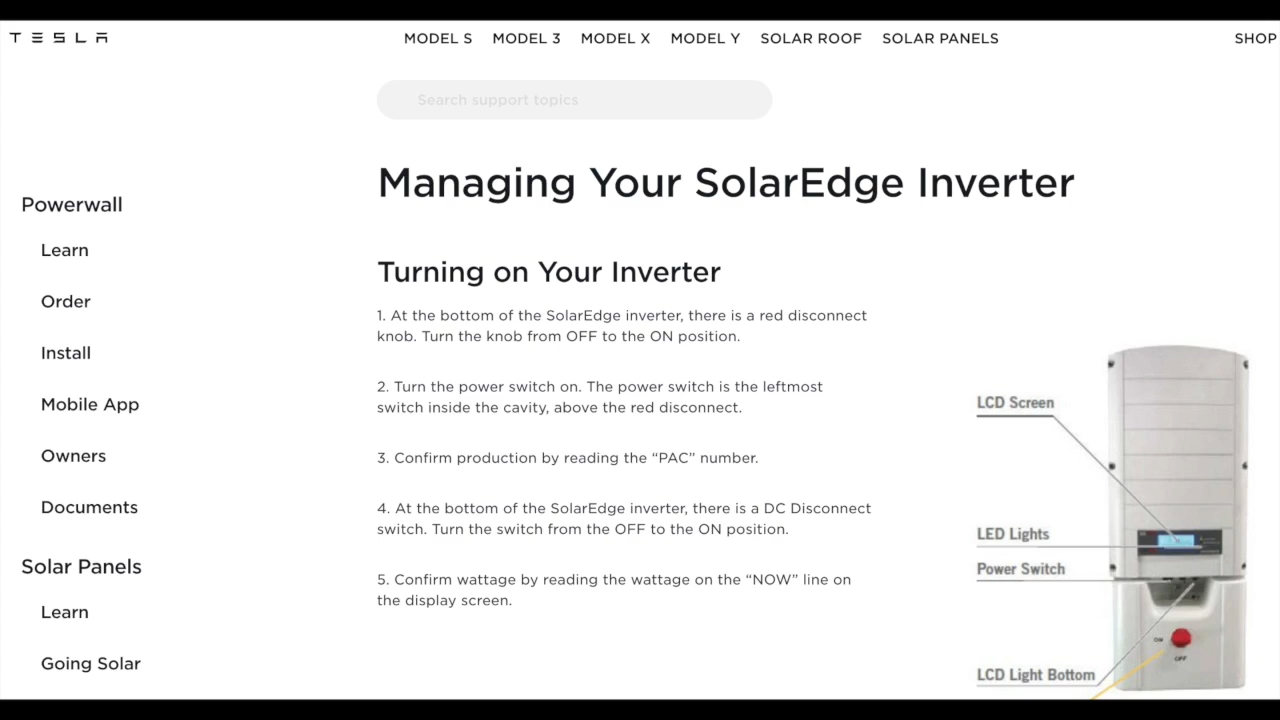 TESLA
MODEL S MODEL 3 MODEL X MODEL Y SOLAR ROOF SOLAR PANELS SHOP
Search support topics
Managing Your SolarEdge Inverter
Powerwall
Learn
Order
Install
Mobile App
Owners
Documents
Solar Panels
Learn
Going Solar
Turning on Your Inverter
1. At the bottom of the SolarEdge inverter, there is a red disconnect
knob. Turn the knob from OFF to the ON position.
2. Turn the power switch on. The power switch is the leftmost
switch inside the cavity, above the red disconnect.
3. Confirm production by reading the “PAC” number.
4. At the bottom of the SolarEdge inverter, there is a DC Disconnect
switch. Turn the switch from the OFF to the ON position.
5. Confirm wattage by reading the wattage on the “NOW” line on
the display screen.
LCD Screen
LED Lights
Power Switch
LCD Light Bottom
ON
OFF